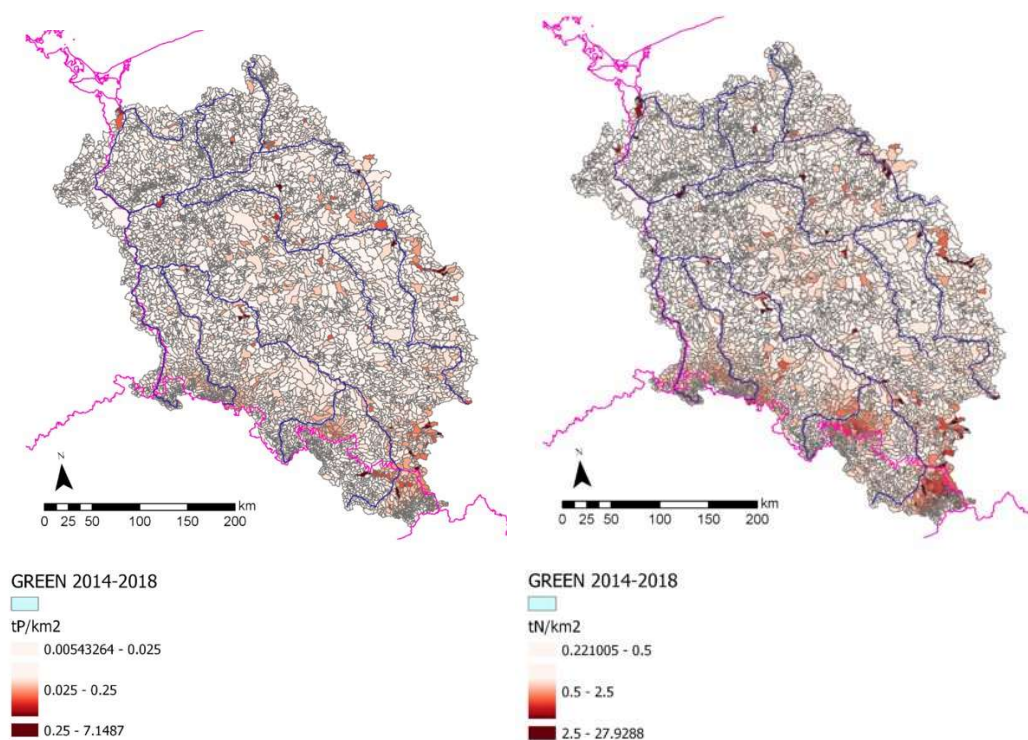 N
km
0 25 50 100 150 200
N
km
0 25 50 100 150 200
GREEN 2014-2018
tP/km2
0.00543264 - 0.025
0.025 - 0.25
0.25 - 7.1487
GREEN 2014-2018
tN/km2
0.221005 - 0.5
0.5 - 2.5
2.5 - 27.9288